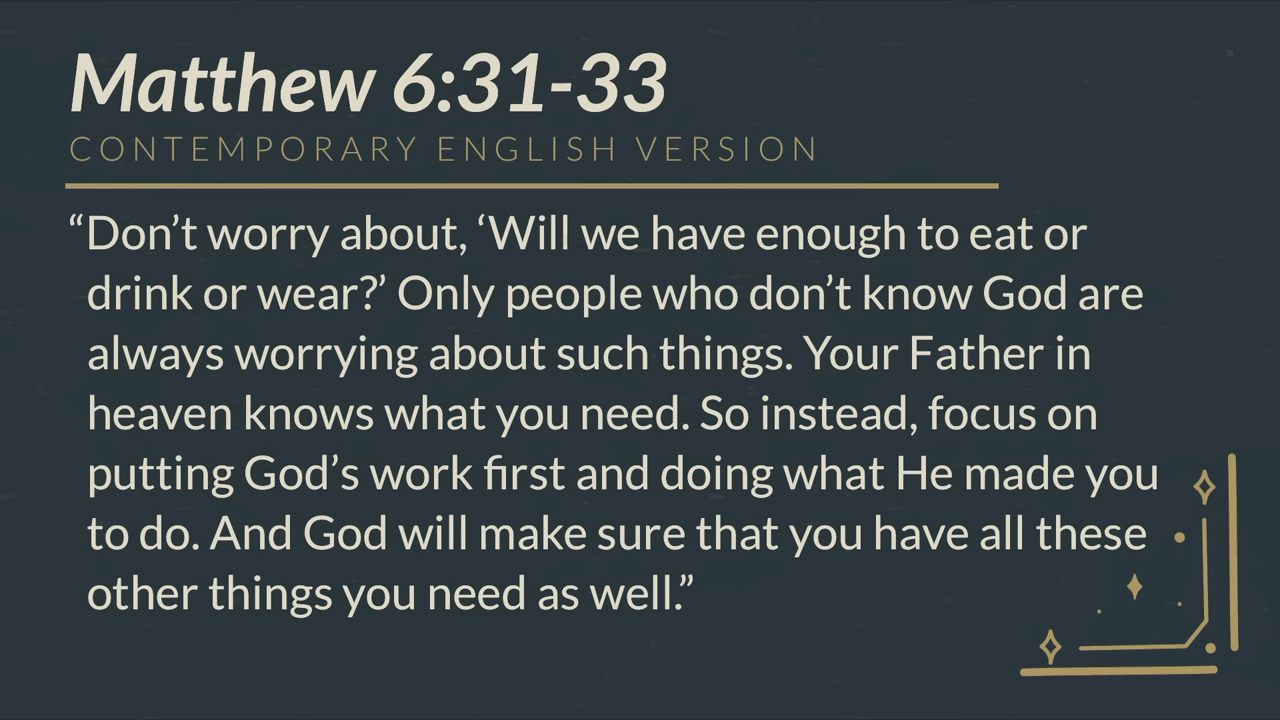 Matthew 6:31-33
CONTEMPORARY ENGLISH VERSION
“Don’t worry about, ‘Will we have enough to eat or
drink or wear?’ Only people who don’t know God are
always worrying about such things. Your Father in
heaven knows what you need. So instead, focus on
putting God’s work first and doing what He made you
to do. And God will make sure that you have all these
other things you need as well.”